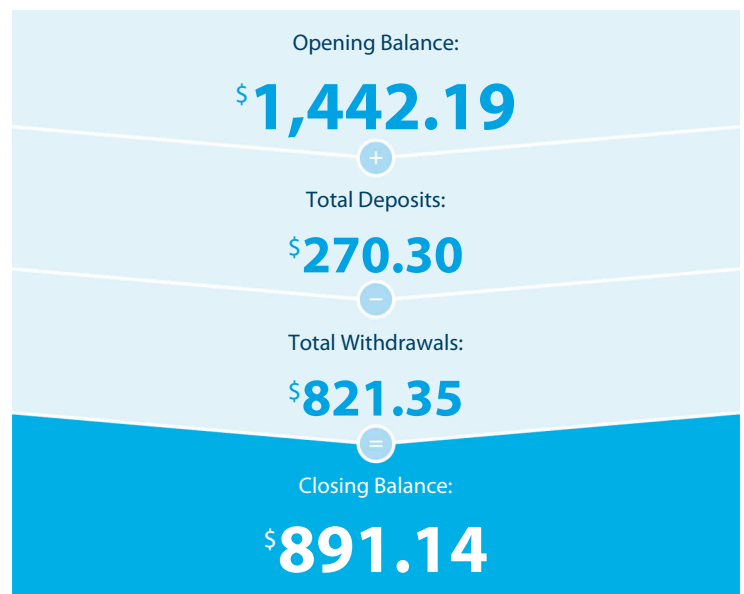 Opening Balance:
$1,442.19
+
Total Deposits:
$270.30
−
Total Withdrawals:
$821.35
=
Closing Balance:
$891.14